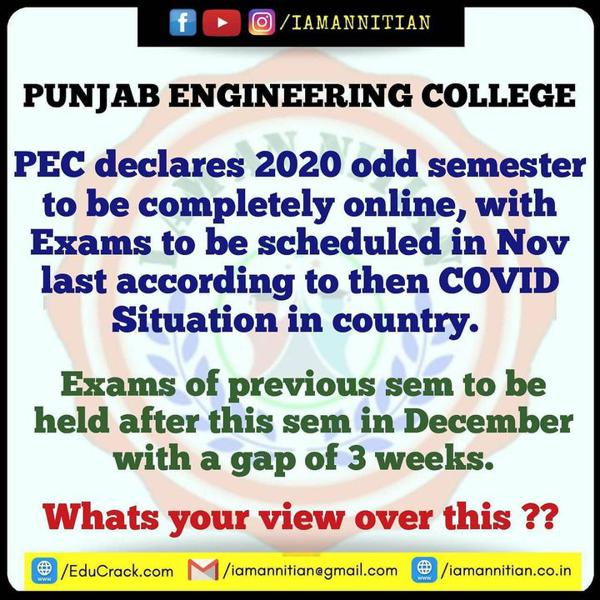 /IAMANNITIAN
PUNJAB ENGINEERING COLLEGE
PEC declares 2020 odd semester
to be completely online, with
Exams to be scheduled in Nov
last according to then COVID
Situation in country.
Exams of previous sem to be
held after this sem in December
with a gap of 3 weeks.
Whats your view over this ??
/EduCrack.com /iamannitian@gmail.com /iamannitian.co.in